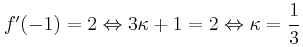 f′(−1) = 2 ⇔ 3κ + 1 = 2 ⇔ κ = 1/3